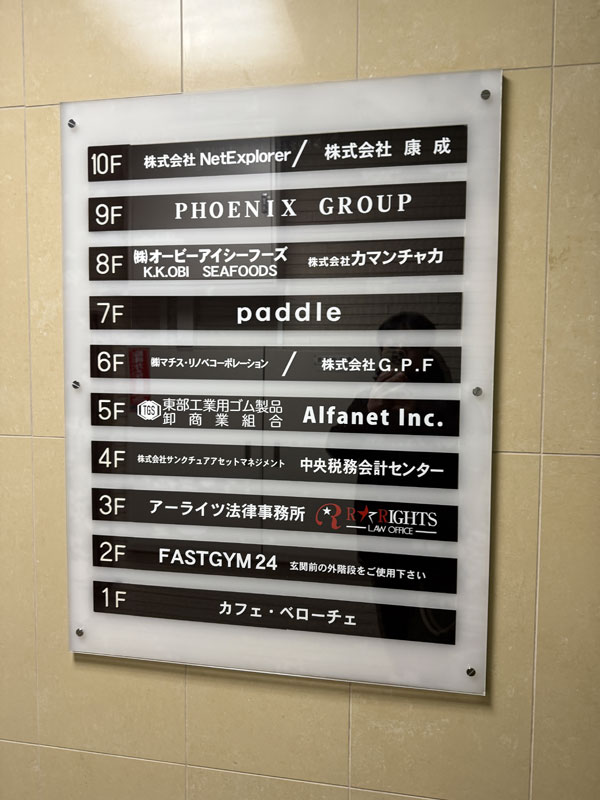 10F 株式会社 NetExplorer / 株式会社 康成
9F PHOENIX GROUP
8F ㈱オービーアイシーフーズ
K.K.OBI SEAFOODS
株式会社カマンチャカ
7F paddle
6F ㈱マチス・リノベコーポレーション / 株式会社G.P.F
5F TGS 東部工業用ゴム製品
卸商業組合
Alfanet Inc.
4F 株式会社サンクチュアアセットマネジメント 中央税務会計センター
3F アーライツ法律事務所 R R★RIGHTS
LAW OFFICE
2F FASTGYM24 玄関前の外階段をご使用下さい
1F カフェ・ベローチェ